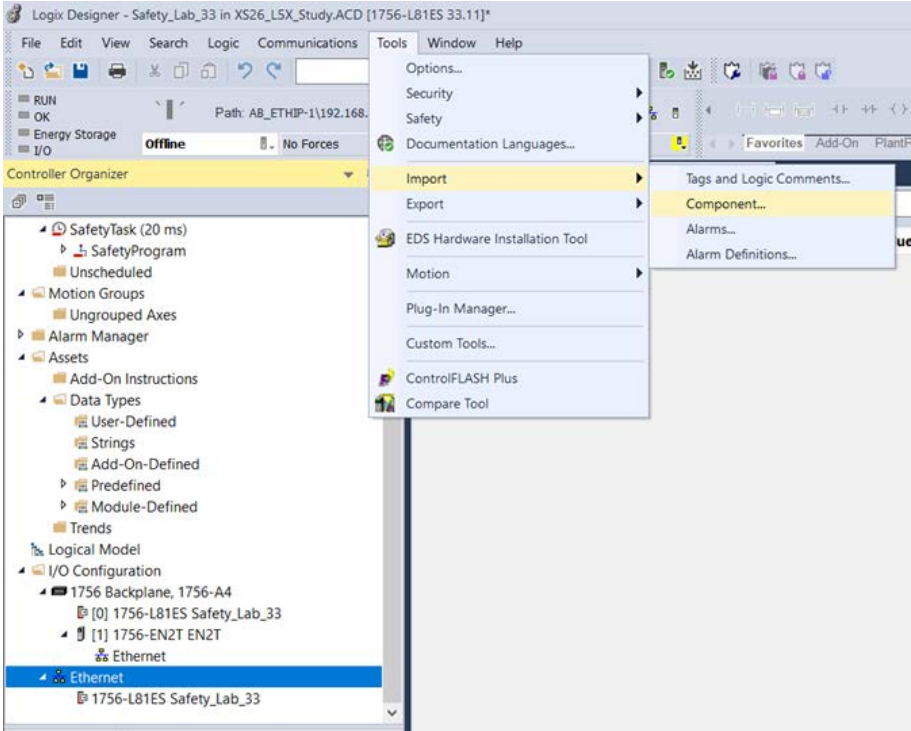 Logix Designer - Safety_Lab_33 in XS26_L5X_Study.ACD [1756-L81ES 33.11]*
File Edit View Search Logic Communications Tools Window Help
RUN
OK
Energy Storage
I/O
Path: AB_ETHIP-1\192.168.
Offline
No Forces
Favorites Add-On
Controller Organizer
SafetyTask (20 ms)
SafetyProgram
Unscheduled
Motion Groups
Ungrouped Axes
Alarm Manager
Assets
Add-On Instructions
Data Types
User-Defined
Strings
Add-On-Defined
Predefined
Module-Defined
Trends
Logical Model
I/O Configuration
1756 Backplane, 1756-A4
[0] 1756-L81ES Safety_Lab_33
[1] 1756-EN2T EN2T
Ethernet
Ethernet
1756-L81ES Safety_Lab_33
Options...
Security
Safety
Documentation Languages...
Import
Export
EDS Hardware Installation Tool
Motion
Plug-In Manager...
Custom Tools...
ControlFLASH Plus
Compare Tool
Tags and Logic Comments...
Component...
Alarms...
Alarm Definitions...